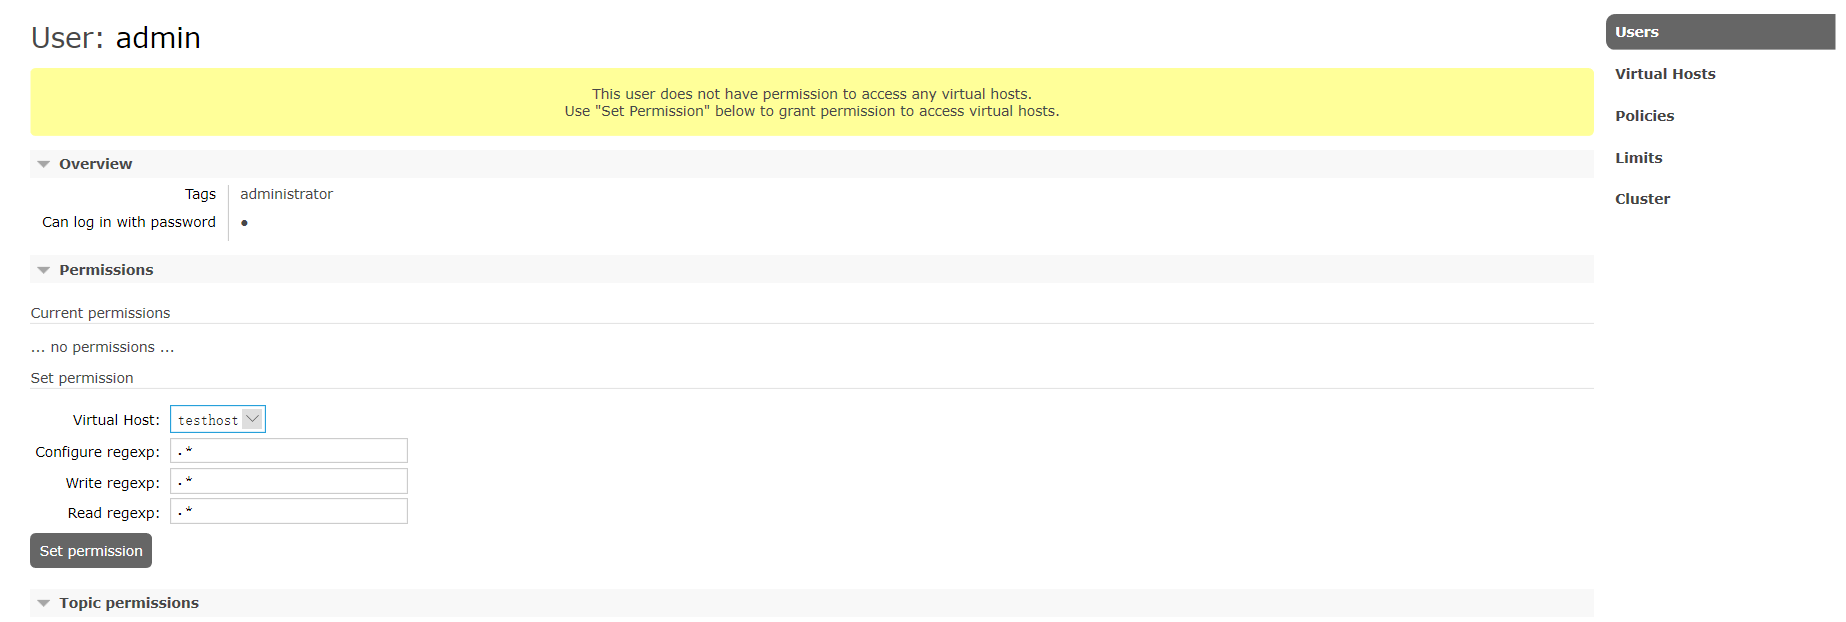 User: admin
This user does not have permission to access any virtual hosts.
Use "Set Permission" below to grant permission to access virtual hosts.
Overview
Tags administrator
Can log in with password ●
Permissions
Current permissions
... no permissions ...
Set permission
Virtual Host: testhost
Configure regexp: .*
Write regexp: .*
Read regexp: .*
Set permission
Topic permissions
Users
Virtual Hosts
Policies
Limits
Cluster